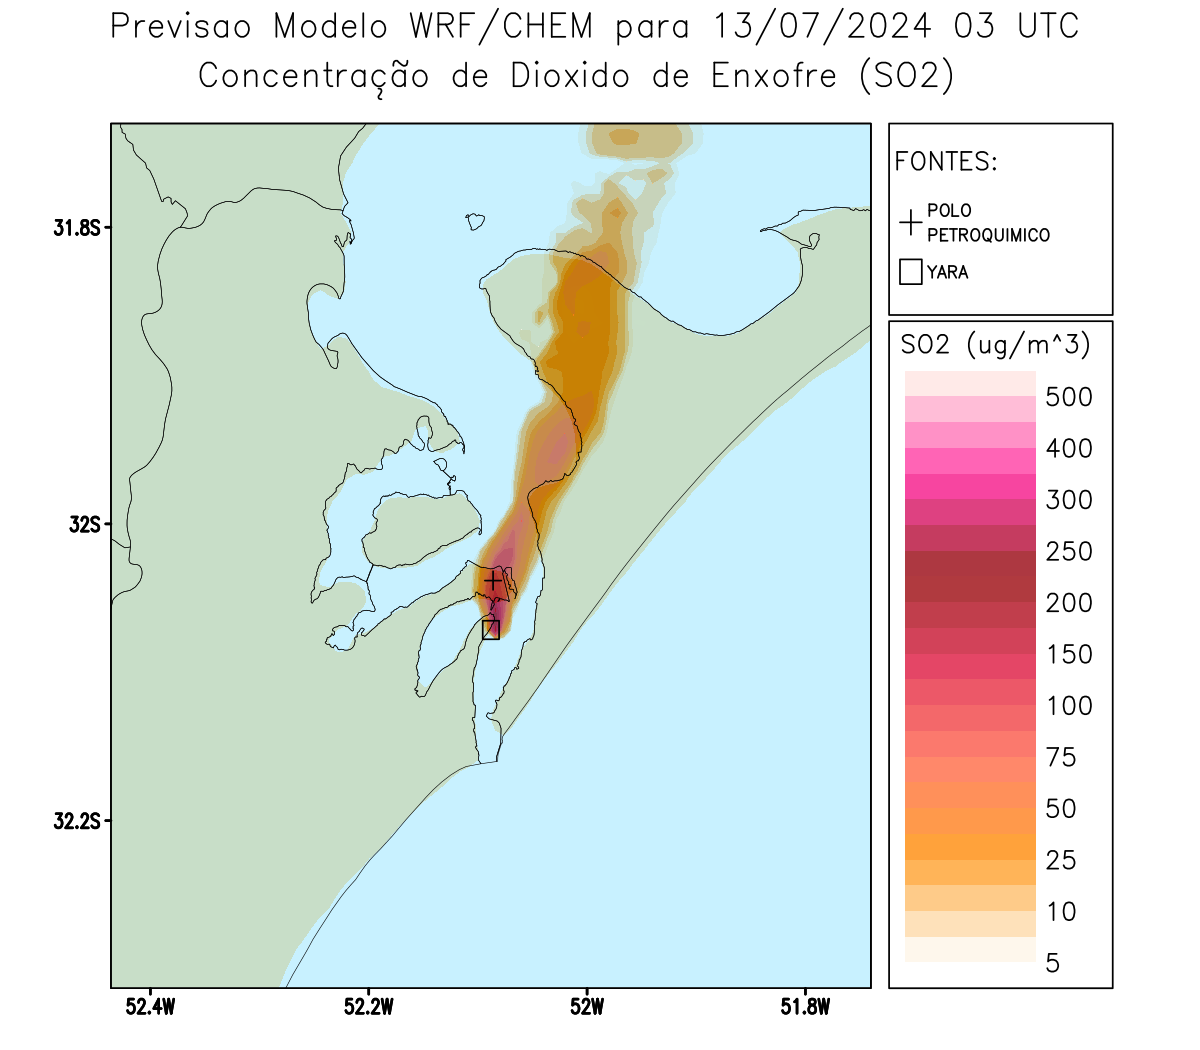 Previsao Modelo WRF/CHEM para 13/07/2024 03 UTC
Concentração de Dioxido de Enxofre (SO2)
FONTES:
POLO
PETROQUIMICO
YARA
SO2 (ug/m^3)
500
400
300
250
200
150
100
75
50
25
10
5
31.8S
32S
32.2S
52.4W
52.2W
52W
51.8W